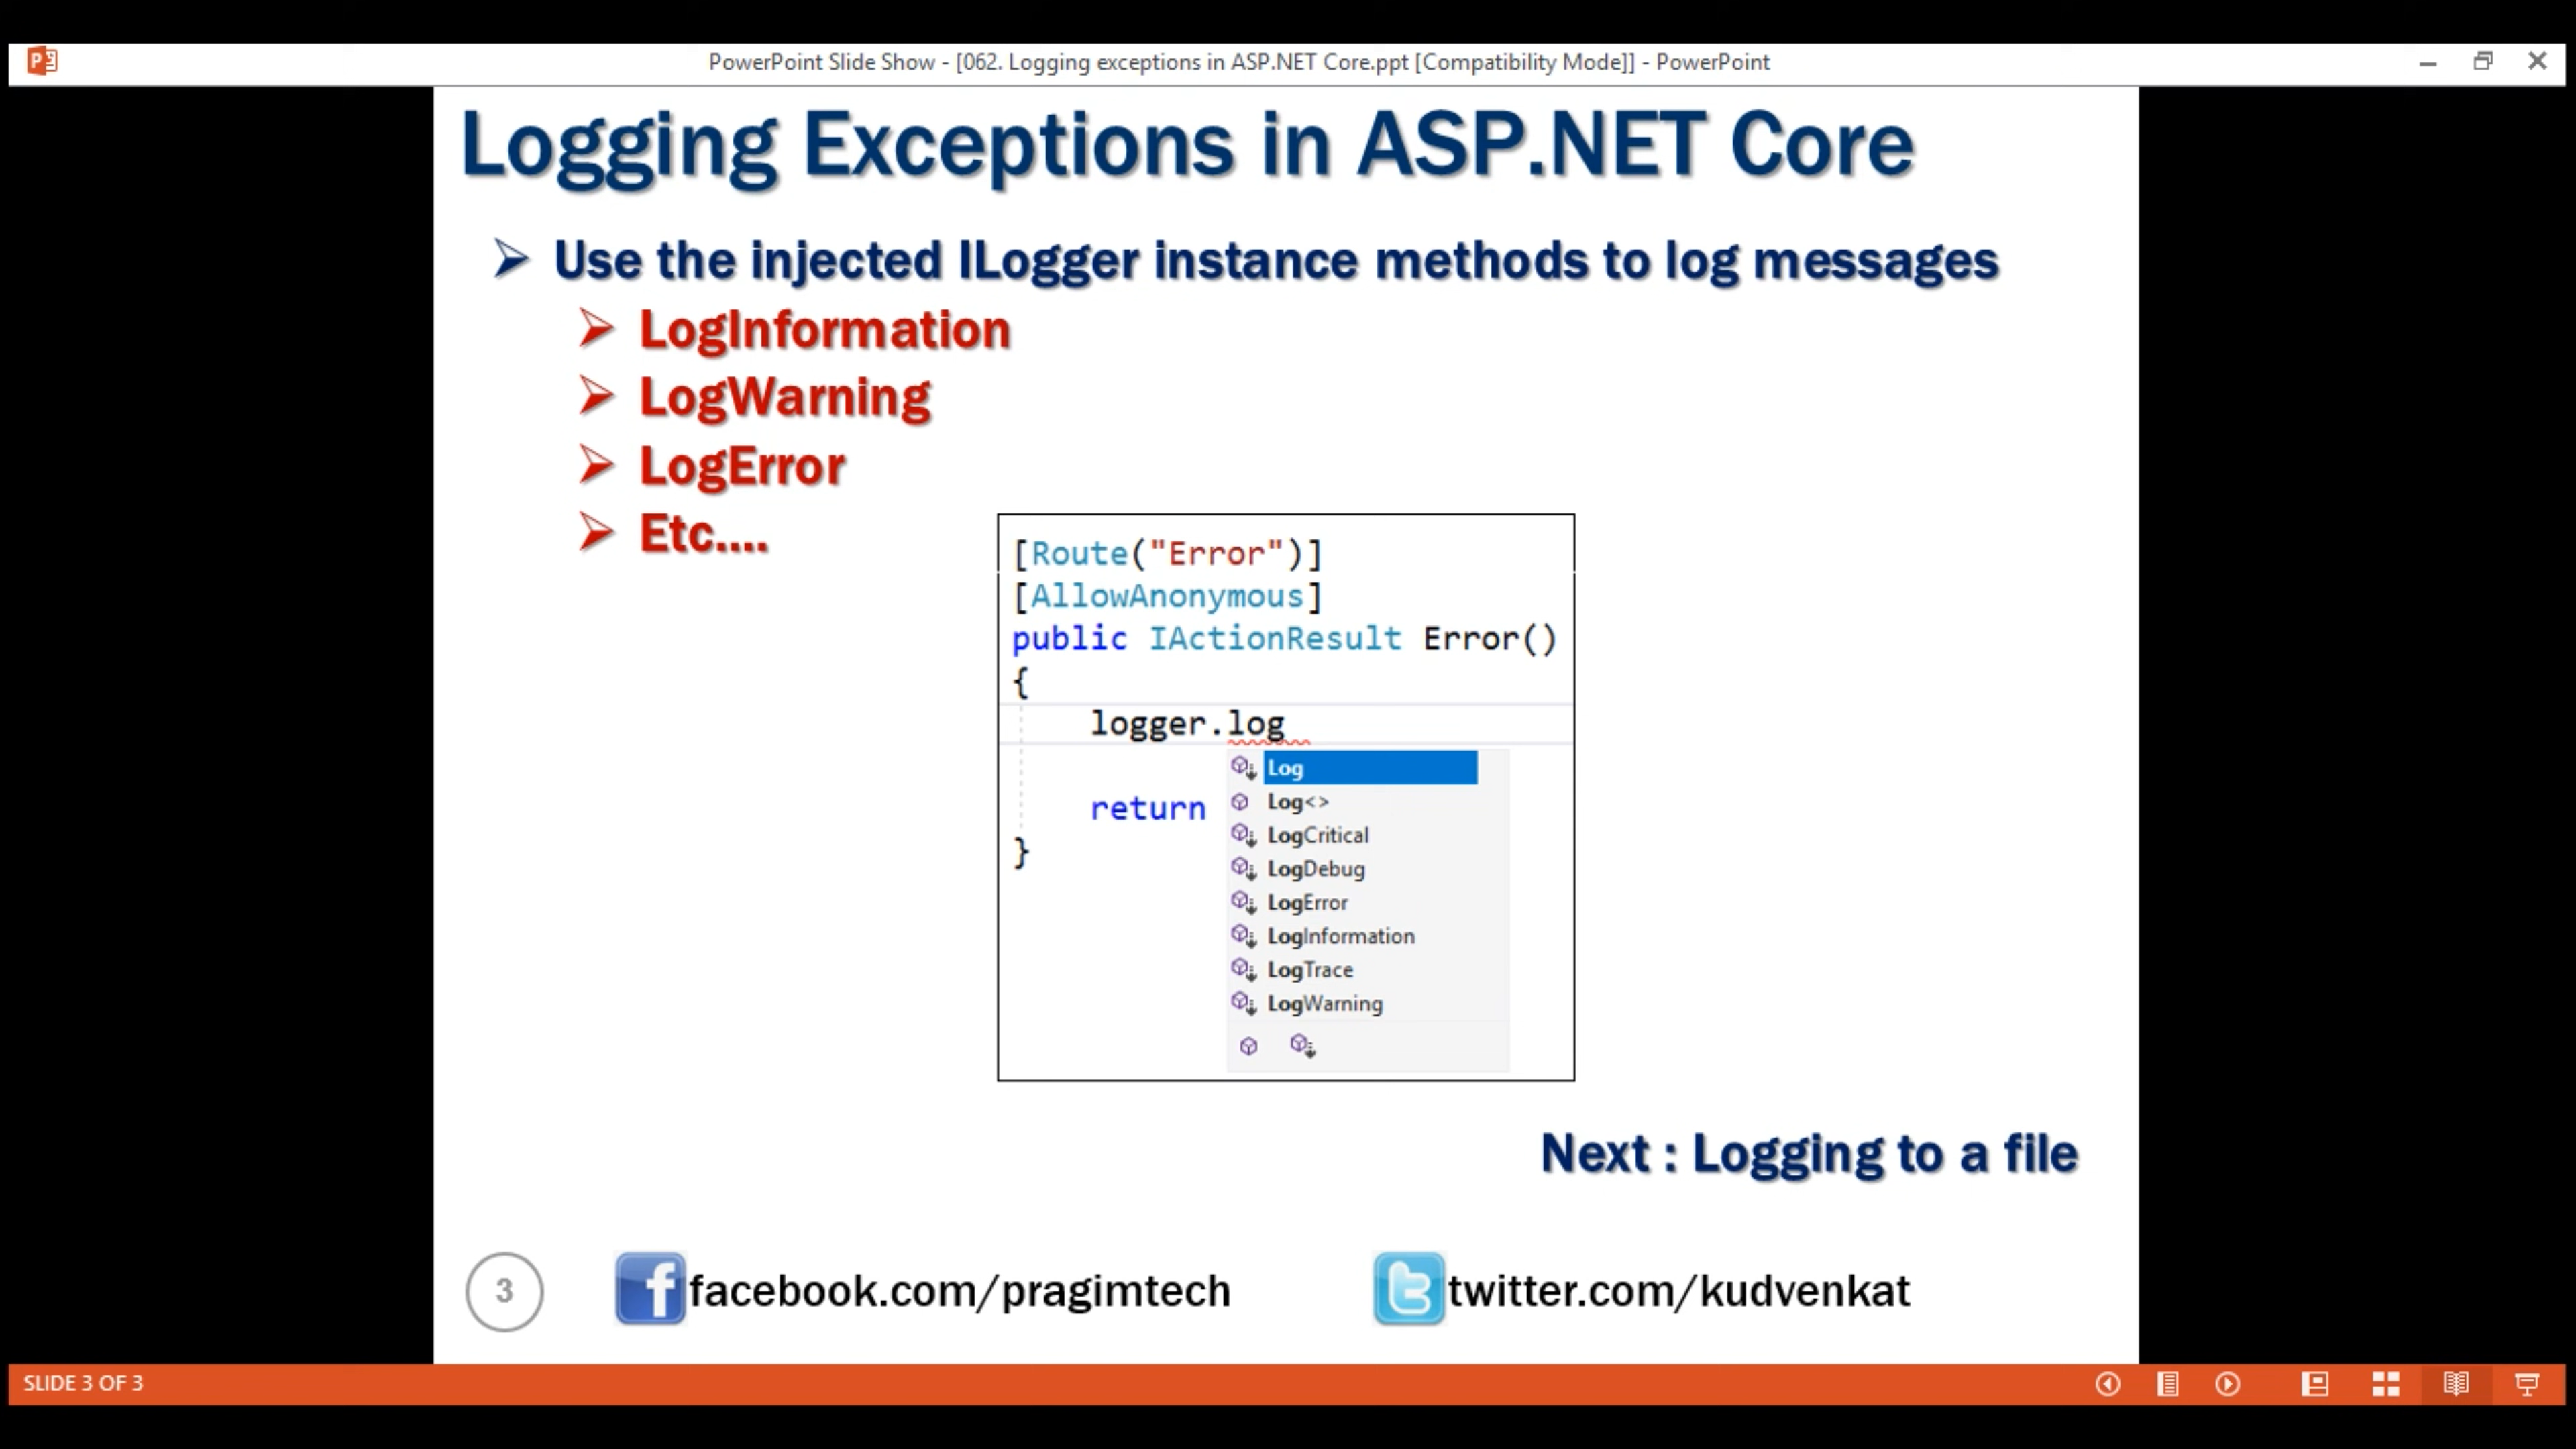 PowerPoint Slide Show - [062. Logging exceptions in ASP.NET Core.ppt [Compatibility Mode]] - PowerPoint
Logging Exceptions in ASP.NET Core
Use the injected ILogger instance methods to log messages
LogInformation
LogWarning
LogError
Etc....
[Route("Error")]
[AllowAnonymous]
public IActionResult Error()
{
logger.log
Log
Log<>
return
LogCritical
}
LogDebug
LogError
LogInformation
LogTrace
LogWarning
Next : Logging to a file
3
facebook.com/pragimtech
twitter.com/kudvenkat
SLIDE 3 OF 3